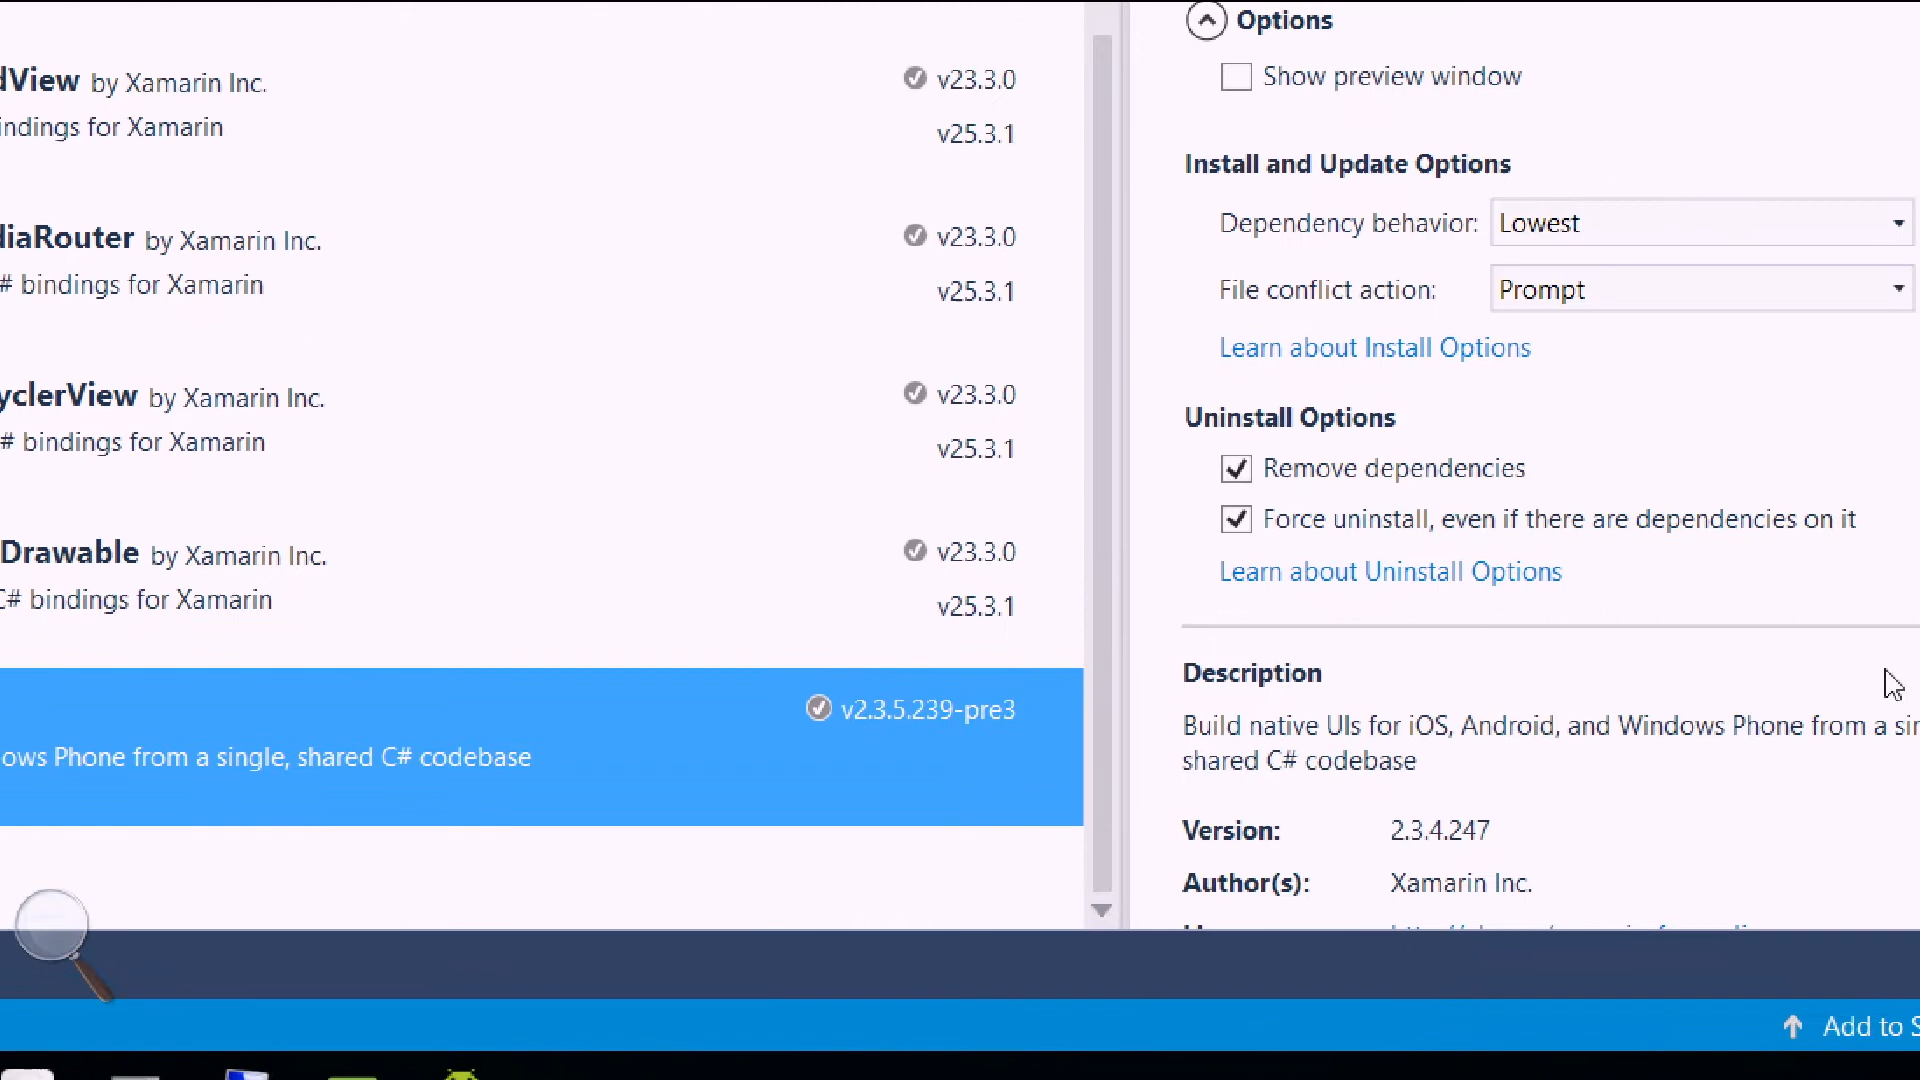 dView by Xamarin Inc.
v23.3.0
indings for Xamarin
v25.3.1
diaRouter by Xamarin Inc.
v23.3.0
# bindings for Xamarin
v25.3.1
yclerView by Xamarin Inc.
v23.3.0
# bindings for Xamarin
v25.3.1
Drawable by Xamarin Inc.
v23.3.0
C# bindings for Xamarin
v25.3.1
v2.3.5.239-pre3
ows Phone from a single, shared C# codebase
Options
Show preview window
Install and Update Options
Dependency behavior: Lowest
File conflict action: Prompt
Learn about Install Options
Uninstall Options
Remove dependencies
Force uninstall, even if there are dependencies on it
Learn about Uninstall Options
Description
Build native UIs for iOS, Android, and Windows Phone from a sin
shared C# codebase
Version: 2.3.4.247
Author(s): Xamarin Inc.
Add to S